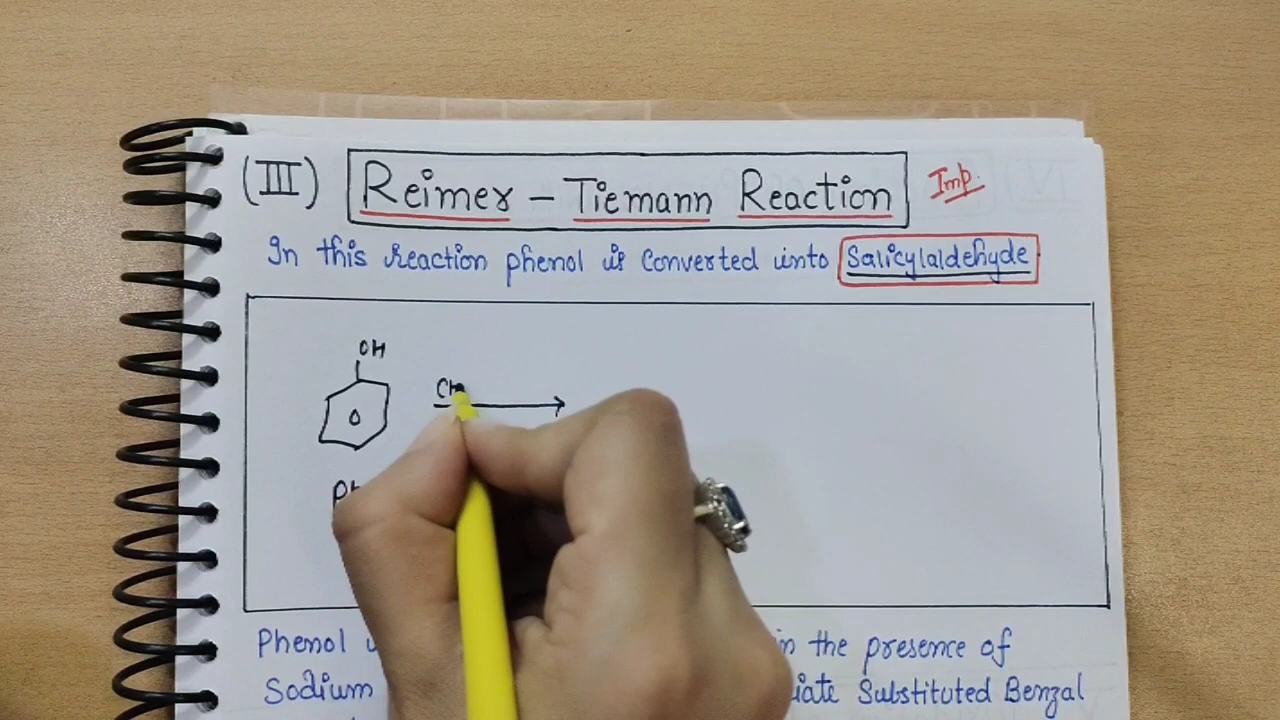 (III) Reimer - Tiemann Reaction Imp.
In this reaction phenol is converted into Salicylaldehyde
OH
Phenol
in the presence of
Sodium Substituted Benzal